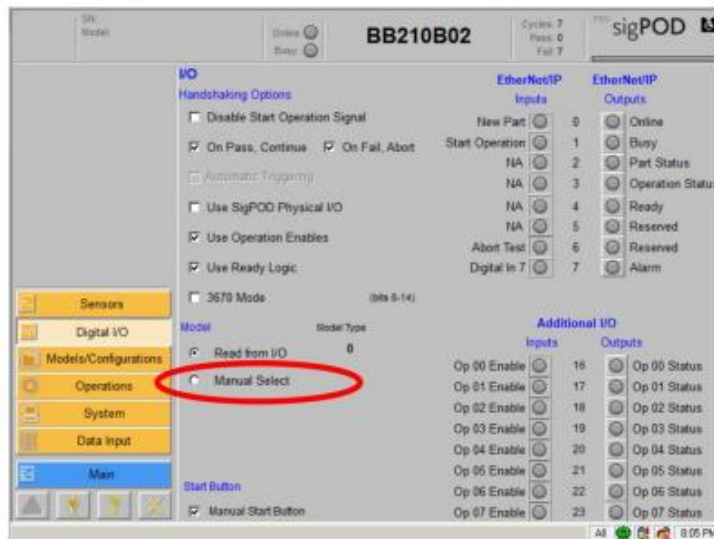 SN:
Model:
Online
Busy
BB210B02
Cycles: 7
Pass: 0
Fail: 7
sigPOD
I/O
Handshaking Options
Disable Start Operation Signal
On Pass, Continue
On Fail, Abort
Automatic Triggering
Use SigPOD Physical I/O
Use Operation Enables
Use Ready Logic
3670 Mode
(bits 8-14)
EtherNet/IP
Inputs
EtherNet/IP
Outputs
New Part 0 Online
Start Operation 1 Busy
NA 2 Part Status
NA 3 Operation Status
NA 4 Ready
NA 5 Reserved
Abort Test 6 Reserved
Digital In 7 7 Alarm
Sensors
Digital I/O
Models/Configurations
Operations
System
Data Input
Main
Model
Model Type
Read from I/O
0
Manual Select
Start Button
Manual Start Button
Additional I/O
Inputs
Outputs
Op 00 Enable 16 Op 00 Status
Op 01 Enable 17 Op 01 Status
Op 02 Enable 18 Op 02 Status
Op 03 Enable 19 Op 03 Status
Op 04 Enable 20 Op 04 Status
Op 05 Enable 21 Op 05 Status
Op 06 Enable 22 Op 06 Status
Op 07 Enable 23 Op 07 Status
All
8:05 PM